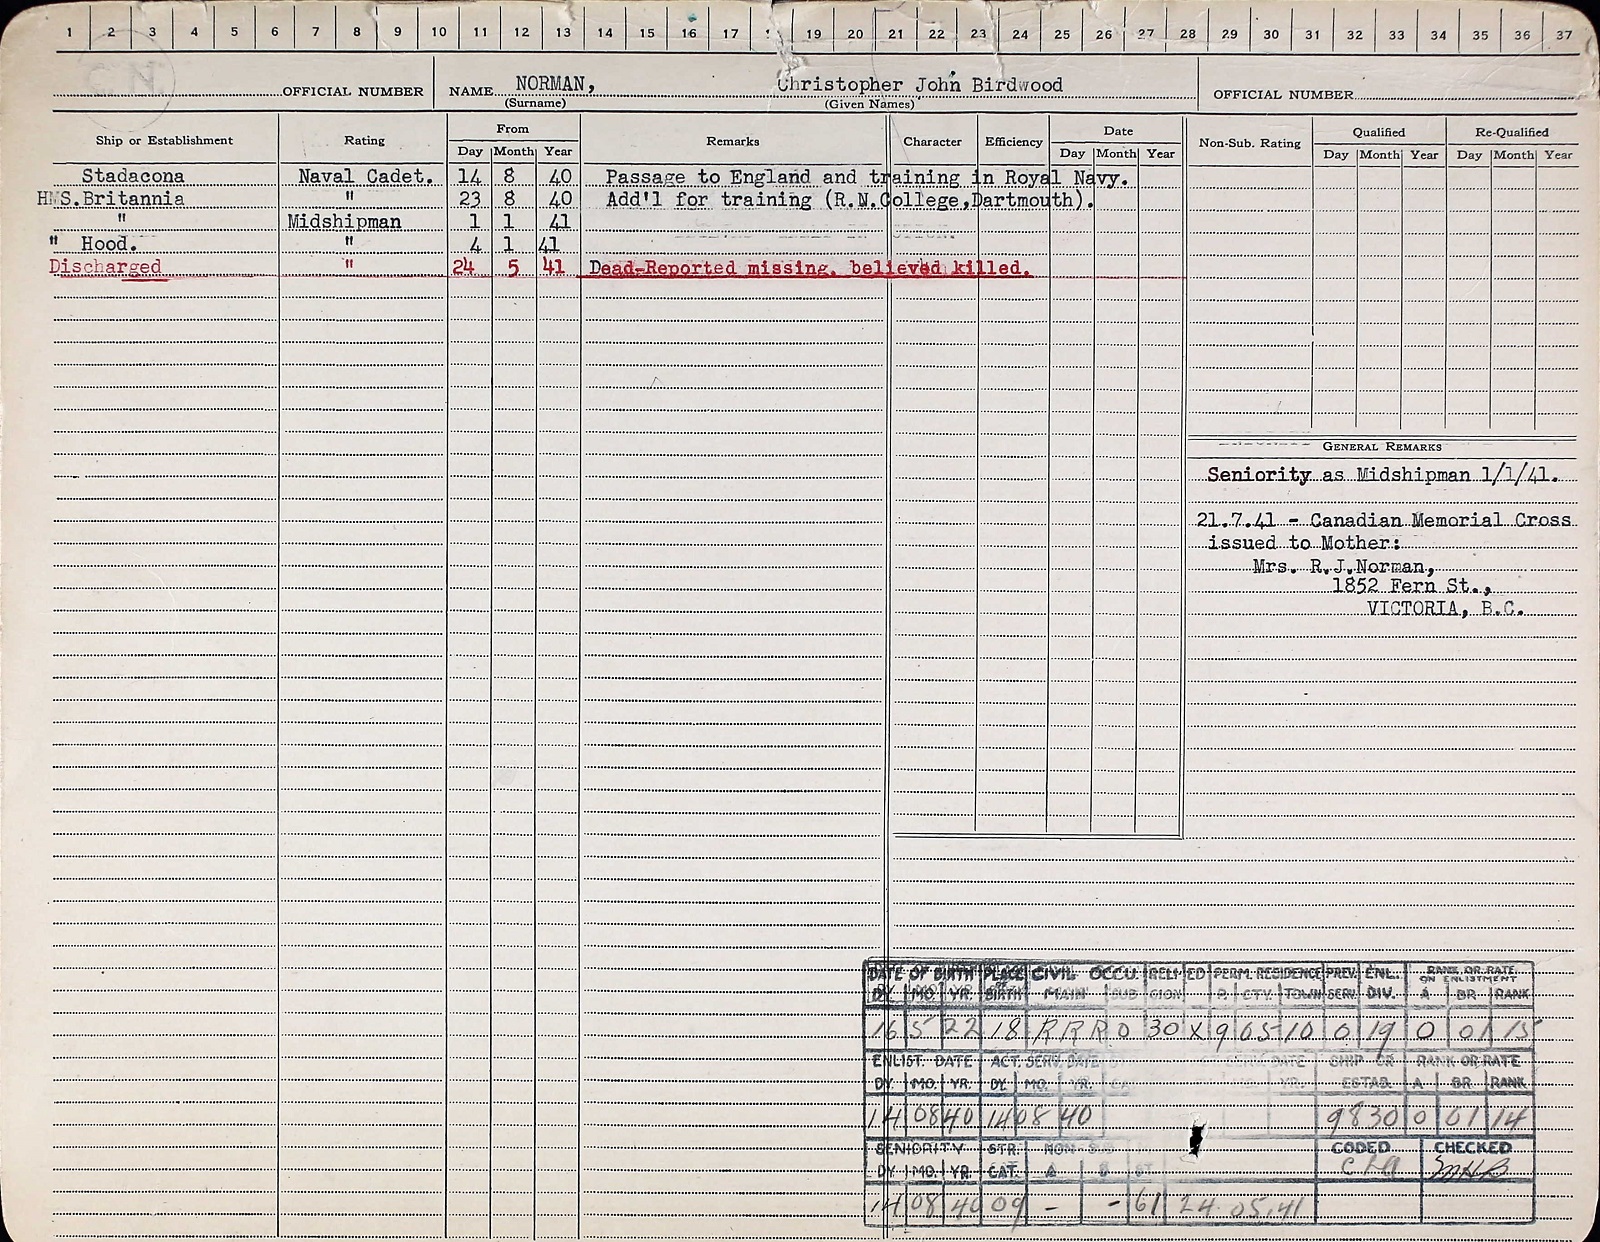 1 2 3 4 5 6 7 8 9 10 11 12 13 14 15 16 17 19 20 21 22 23 24 25 26 27 28 29 30 31 32 33 34 35 36 37
OFFICIAL NUMBER NAME NORMAN, Christopher John Birdwood OFFICIAL NUMBER
(Surname) (Given Names)
Ship or Establishment Rating From Remarks Character Efficiency Date Non-Sub. Rating Qualified Re-Qualified
Day Month Year Day Month Year Day Month Year Day Month Year
Stadacona Naval Cadet. 14 8 40 Passage to England and training in Royal Navy.
HMS.Britannia " 23 8 40 Add'l for training (R.N.College,Dartmouth).
" Midshipman 1 1 41
" Hood. " 4 1 41
Discharged " 24 5 41 Dead-Reported missing, believed killed.
GENERAL REMARKS
Seniority as Midshipman 1/1/41.
21.7.41 - Canadian Memorial Cross
issued to Mother:
Mrs. R.J.Norman,
1852 Fern St.,
VICTORIA, B.C.
DATE OF BIRTH PLACE OF BIRTH CIVIL OCCU. RELI-GION ED PERM. RESIDENCE PREV. SERV. ENL. DIV. RANK OR RATE ON ENLISTMENT
DY. MO. YR. MAIN SUB P. CTY. TOWN A BR. RANK
16 5 22 18 RRR 0 30 X 9 05 10 0 19 0 01 15
ENLIST. DATE ACT. SERV. DATE DATE SHIP OR ESTAB. RANK OR RATE
DY. MO. YR. DY. MO. YR. YR. A BR. RANK
14 08 40 14 08 40 9830 0 01 14
SENIORITY STR. CAT. NON SUB CODED CHECKED
DY. MO. YR. A B ST
14 08 40 09 - - 61 24 05.41